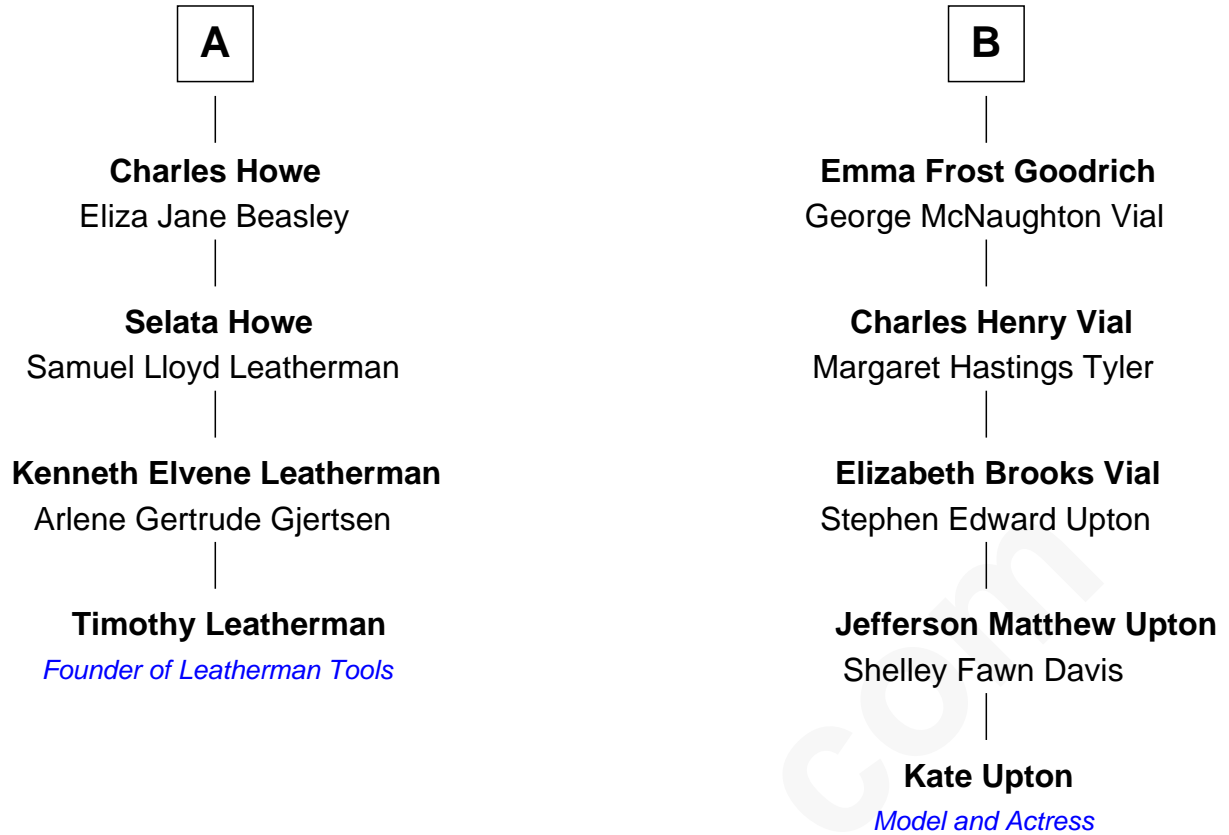 A
Charles Howe
Eliza Jane Beasley
Selata Howe
Samuel Lloyd Leatherman
Kenneth Elvene Leatherman
Arlene Gertrude Gjertsen
Timothy Leatherman
Founder of Leatherman Tools
B
Emma Frost Goodrich
George McNaughton Vial
Charles Henry Vial
Margaret Hastings Tyler
Elizabeth Brooks Vial
Stephen Edward Upton
Jefferson Matthew Upton
Shelley Fawn Davis
Kate Upton
Model and Actress
com